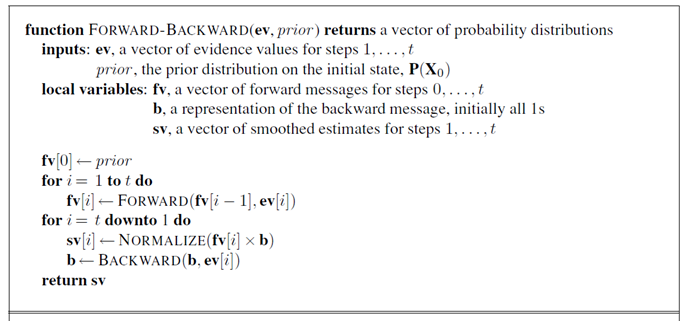 function FORWARD-BACKWARD(ev, prior) returns a vector of probability distributions
inputs: ev, a vector of evidence values for steps 1, . . . , t
prior, the prior distribution on the initial state, P(X₀)
local variables: fv, a vector of forward messages for steps 0, . . . , t
b, a representation of the backward message, initially all 1s
sv, a vector of smoothed estimates for steps 1, . . . , t
fv[0] ← prior
for i = 1 to t do
fv[i] ← FORWARD(fv[i − 1], ev[i])
for i = t downto 1 do
sv[i] ← NORMALIZE(fv[i] × b)
b ← BACKWARD(b, ev[i])
return sv